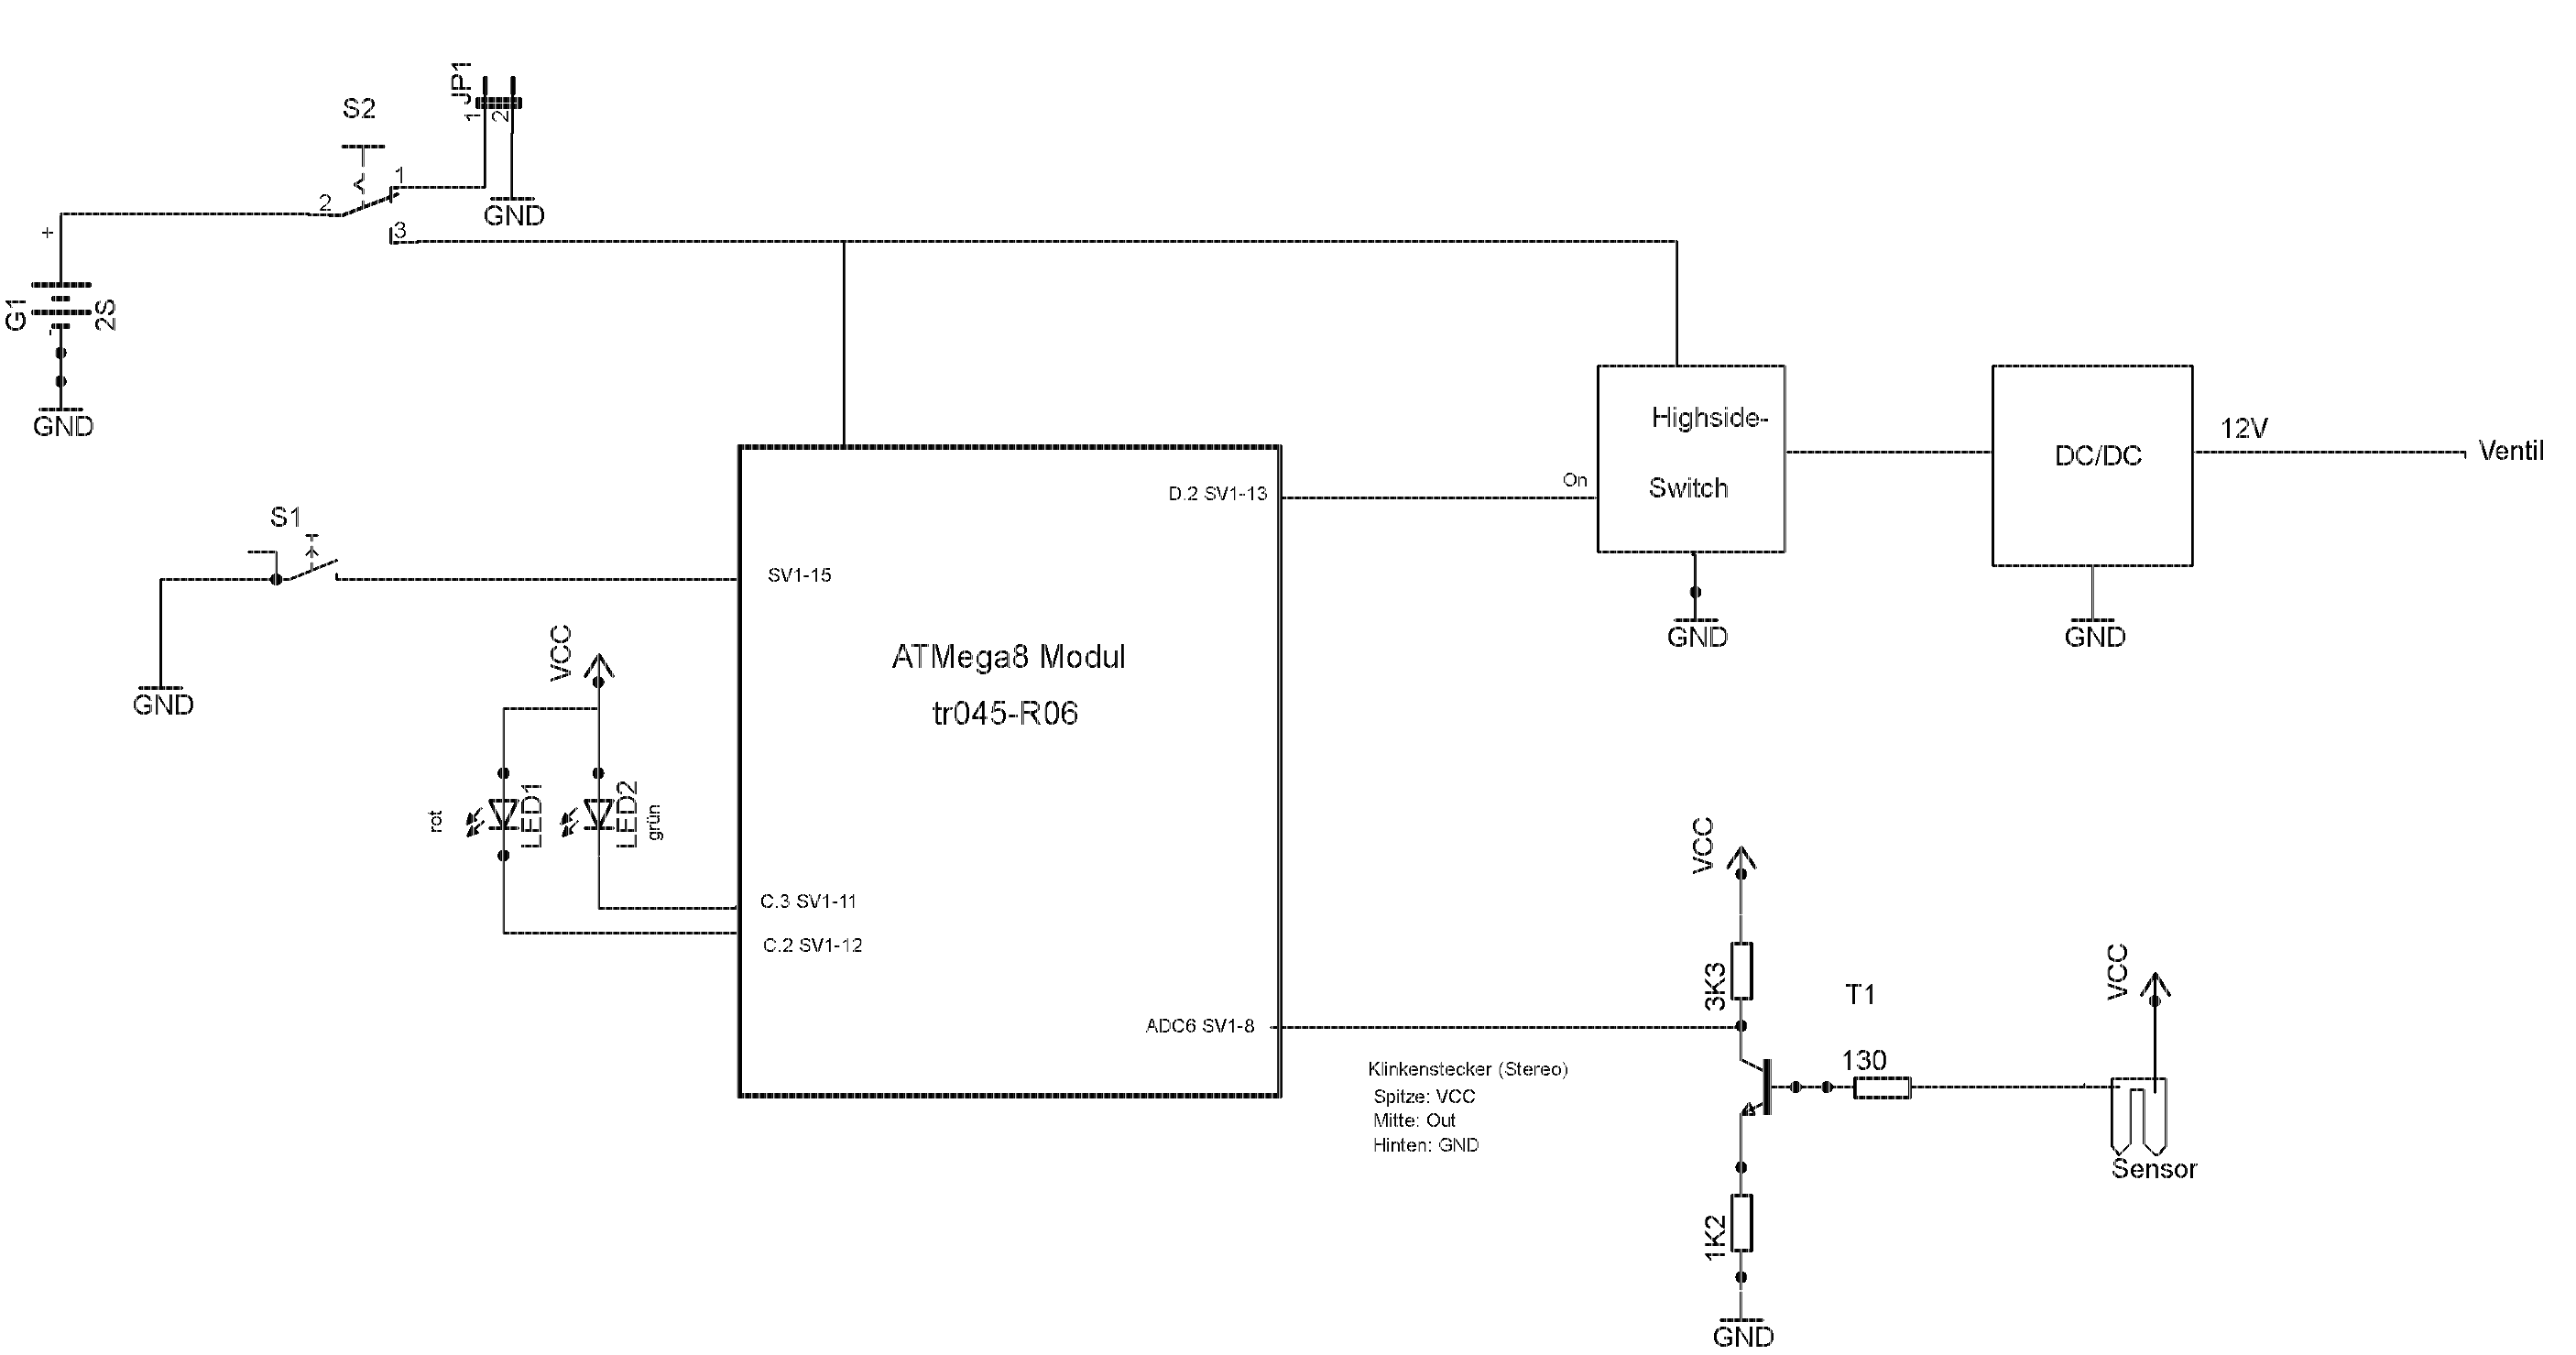 JP1
1
2
S2
1
2
3
GND
+
G1
2S
-
GND
Highside-
Switch
On
GND
DC/DC
12V
Ventil
GND
S1
GND
D.2 SV1-13
SV1-15
ATMega8 Modul
tr045-R06
C.3 SV1-11
C.2 SV1-12
ADC6 SV1-8
VCC
rot
LED1
LED2
grün
Klinkenstecker (Stereo)
Spitze: VCC
Mitte: Out
Hinten: GND
VCC
3K3
T1
130
VCC
Sensor
1K2
GND